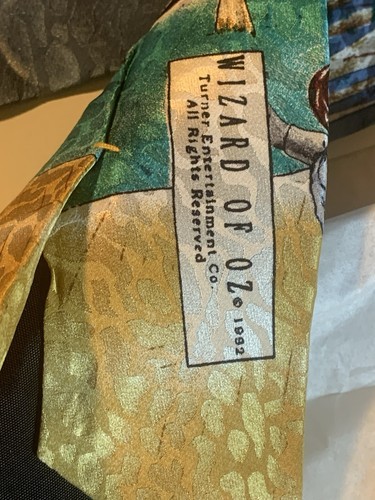 WIZARD OF OZ © 1992
Turner Entertainment Co.
All Rights Reserved